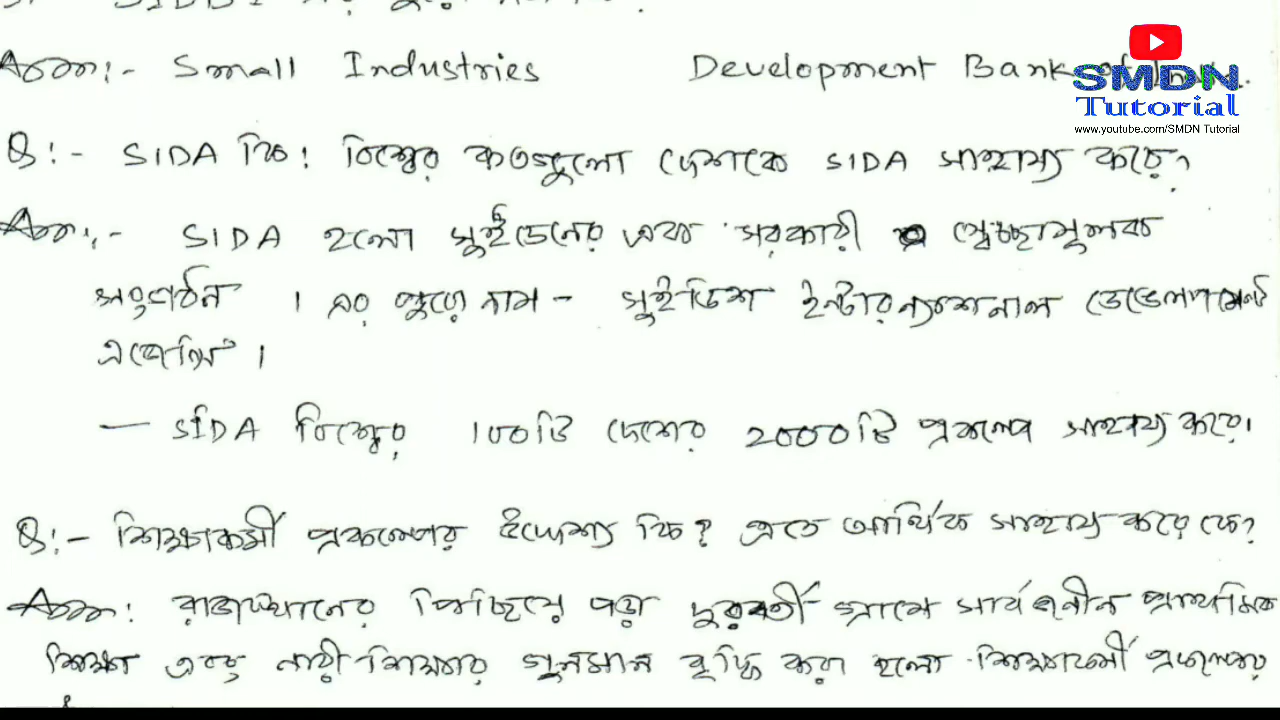 Ans:- Small Industries Development Bank of Ind.
SMDN
Tutorial
www.youtube.com/SMDN Tutorial
Q:- SIDA কি? বিশ্বের কতগুলো দেশকে SIDA সাহায্য করে?
Ans:- SIDA হলো সুইডেনের এক সরকারী স্বেচ্ছামূলক
সংগঠন । এর পুরো নাম - সুইডিশ ইন্টারন্যাশনাল ডেভেলপমেন্ট
এজেন্সি ।
— SIDA বিশ্বের 100টি দেশের 2000টি প্রকল্পে সাহায্য করে।
Q:- শিক্ষাকর্মী প্রকল্পের উদ্দেশ্য কি? এতে আর্থিক সাহায্য করে কে?
Ans: রাজস্থানের পিছিয়ে পড়া দুরবর্তী গ্রামে সার্বজনীন প্রাথমিক
শিক্ষা এবং নারী শিক্ষার গুনমান বৃদ্ধি করা হলো শিক্ষাকর্মী প্রকল্পের